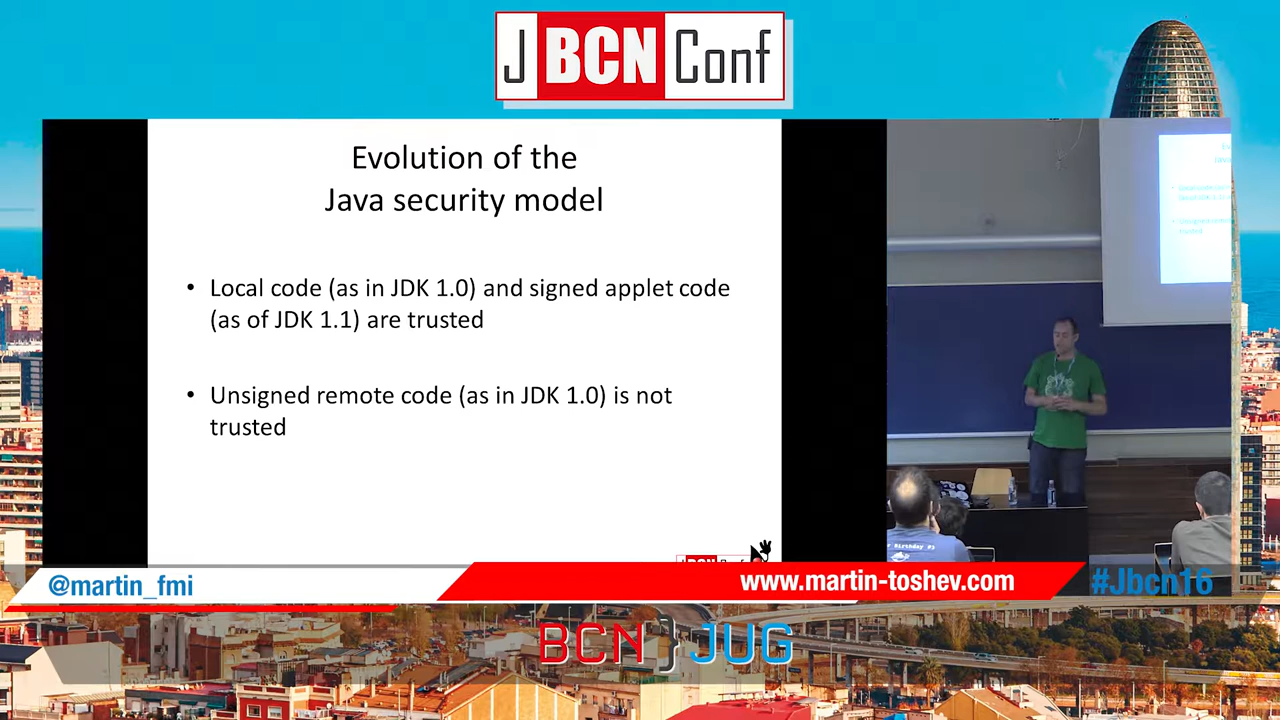 J BCN Conf
Evolution of the
Java security model
• Local code (as in JDK 1.0) and signed applet code
(as of JDK 1.1) are trusted
• Unsigned remote code (as in JDK 1.0) is not
trusted
@martin_fmi
www.martin-toshev.com
#Jbcn16
BCN JUG